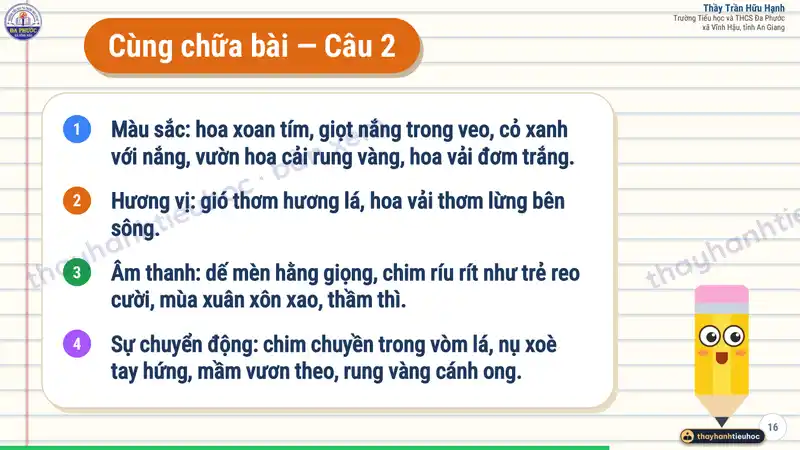 Thầy Trần Hữu Hạnh
Trường Tiểu học và THCS Đa Phước
xã Vĩnh Hậu, tỉnh An Giang
ĐA PHƯỚC
Cùng chữa bài – Câu 2
1 Màu sắc: hoa xoan tím, giọt nắng trong veo, cỏ xanh
với nắng, vườn hoa cải rung vàng, hoa vải đơm trắng.
2 Hương vị: gió thơm hương lá, hoa vải thơm lừng bên
sông.
3 Âm thanh: dế mèn hắng giọng, chim ríu rít như trẻ reo
cười, mùa xuân xôn xao, thầm thì.
4 Sự chuyển động: chim chuyền trong vòm lá, nụ xoè
tay hứng, mầm vươn theo, rung vàng cánh ong.
thayhanhtieuhoc · bản xem
thayhanhtieuhoc
16